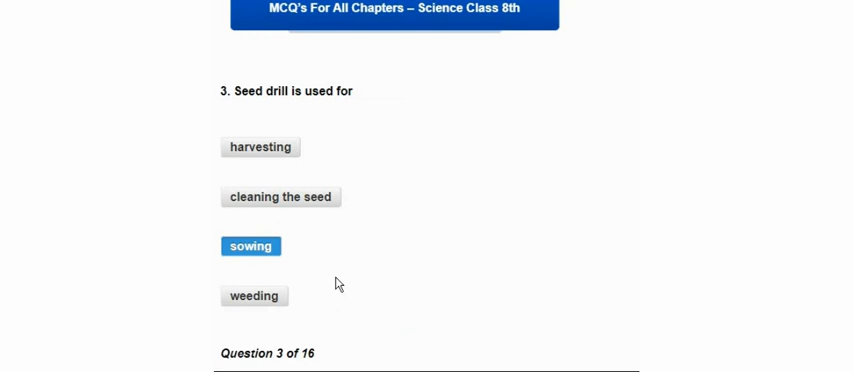 MCQ's For All Chapters – Science Class 8th
3. Seed drill is used for
harvesting
cleaning the seed
sowing
weeding
Question 3 of 16